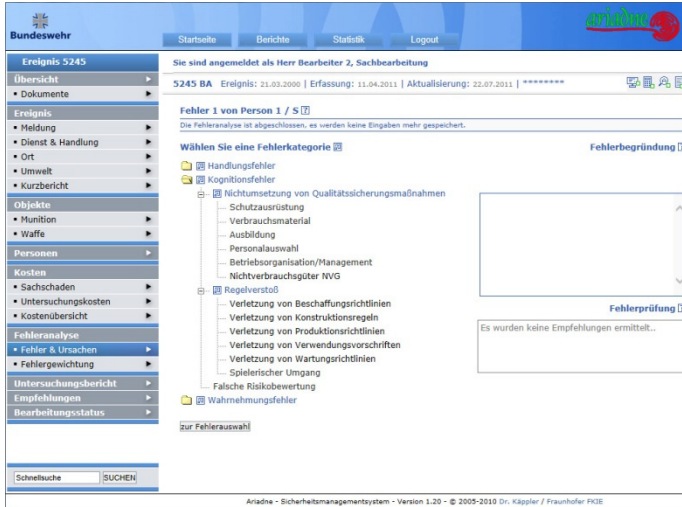 Bundeswehr
ariadne
Startseite Berichte Statistik Logout
Ereignis 5245
Sie sind angemeldet als Herr Bearbeiter 2, Sachbearbeitung
Übersicht
Dokumente
Ereignis
Meldung
Dienst & Handlung
Ort
Umwelt
Kurzbericht
Objekte
Munition
Waffe
Personen
Kosten
Sachschaden
Untersuchungskosten
Kostenübersicht
Fehleranalyse
Fehler & Ursachen
Fehlergewichtung
Untersuchungsbericht
Empfehlungen
Bearbeitungsstatus
Schnellsuche SUCHEN
5245 BA Ereignis: 21.03.2000 | Erfassung: 11.04.2011 | Aktualisierung: 22.07.2011 | ********
Fehler 1 von Person 1 / S ?
Die Fehleranalyse ist abgeschlossen, es werden keine Eingaben mehr gespeichert.
Wählen Sie eine Fehlerkategorie
Handlungsfehler
Kognitionsfehler
Nichtumsetzung von Qualitätssicherungsmaßnahmen
Schutzausrüstung
Verbrauchsmaterial
Ausbildung
Personalauswahl
Betriebsorganisation/Management
Nichtverbrauchsgüter NVG
Regelverstoß
Verletzung von Beschaffungsrichtlinien
Verletzung von Konstruktionsregeln
Verletzung von Produktionsrichtlinien
Verletzung von Verwendungsvorschriften
Verletzung von Wartungsrichtlinien
Spielerischer Umgang
Falsche Risikobewertung
Wahrnehmungsfehler
zur Fehlerauswahl
Fehlerbegründung
Fehlerprüfung
Es wurden keine Empfehlungen ermittelt..
Ariadne - Sicherheitsmanagementsystem - Version 1.20 - © 2005-2010 Dr. Käppler / Fraunhofer FKIE